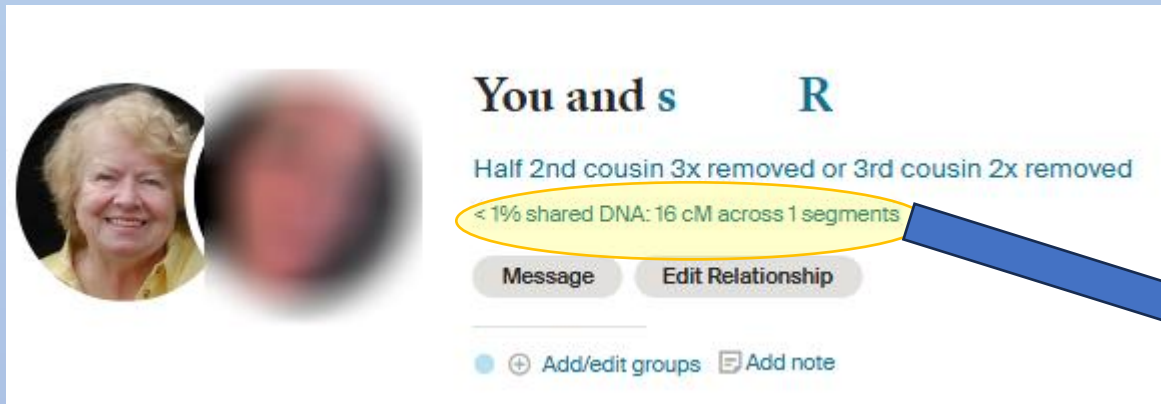 You and s R
Half 2nd cousin 3x removed or 3rd cousin 2x removed
< 1% shared DNA: 16 cM across 1 segments
Message Edit Relationship
Add/edit groups Add note